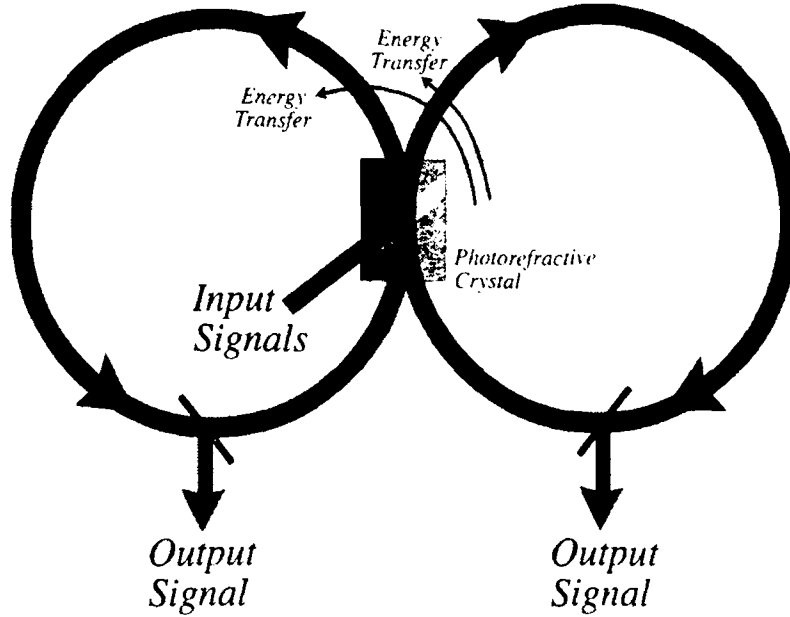 Energy
Transfer
Energy
Transfer
Photorefractive
Crystal
Input
Signals
Output
Signal
Output
Signal